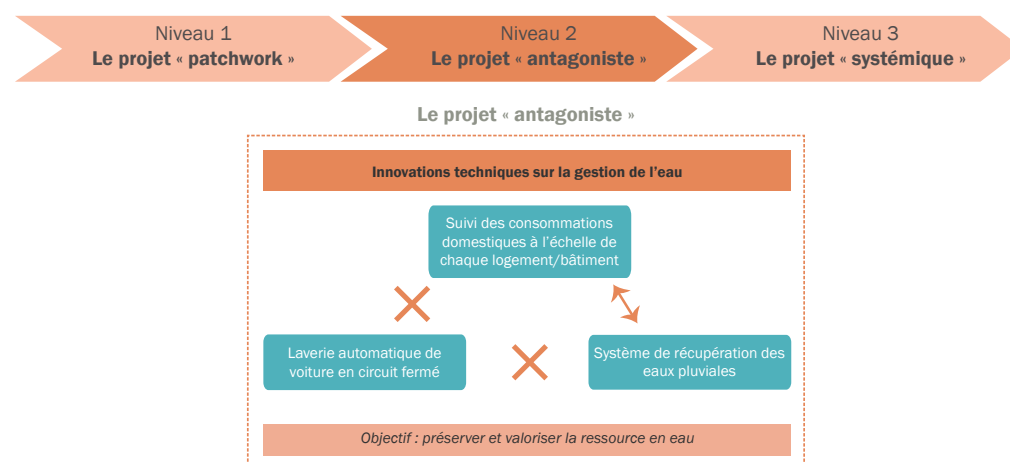 Niveau 1
Le projet « patchwork »
Niveau 2
Le projet « antagoniste »
Niveau 3
Le projet « systémique »
Le projet « antagoniste »
Innovations techniques sur la gestion de l’eau
Suivi des consommations
domestiques à l’échelle de
chaque logement/bâtiment
Laverie automatique de
voiture en circuit fermé
Système de récupération des
eaux pluviales
Objectif : préserver et valoriser la ressource en eau